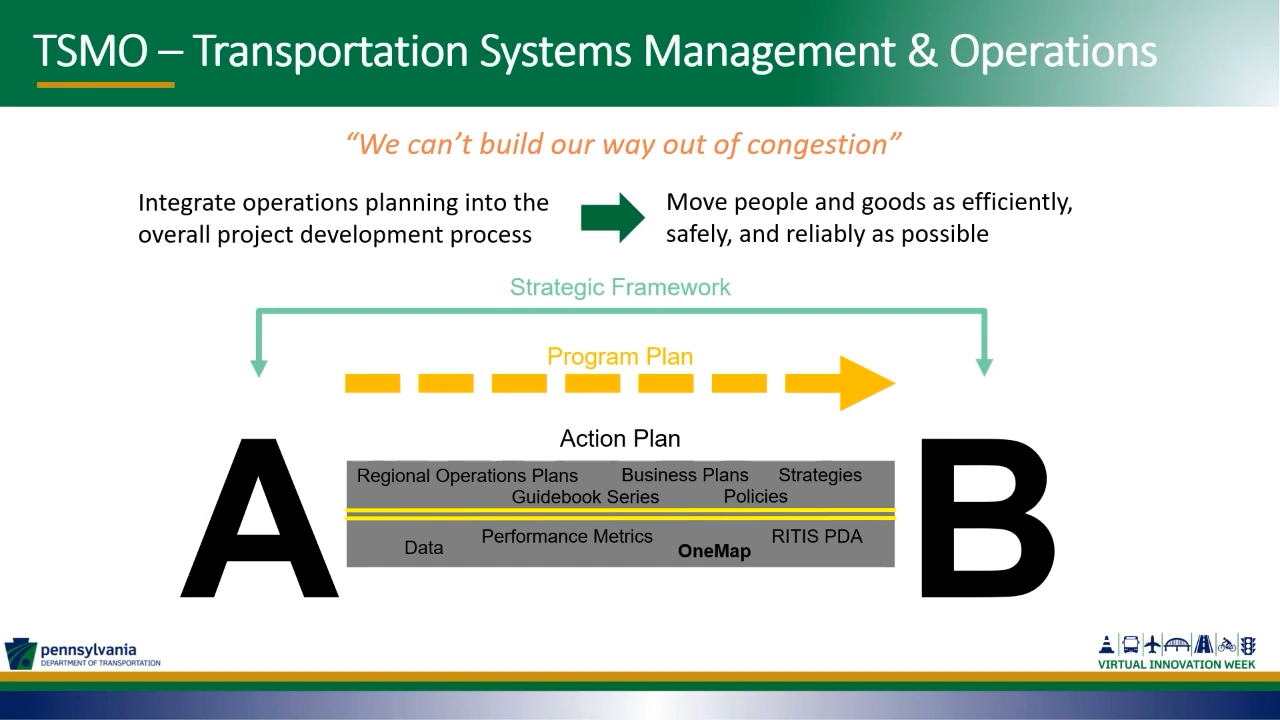 TSMO – Transportation Systems Management & Operations
“We can’t build our way out of congestion”
Integrate operations planning into the
overall project development process
Move people and goods as efficiently,
safely, and reliably as possible
Strategic Framework
Program Plan
Action Plan
A
B
Regional Operations Plans Business Plans Strategies
Guidebook Series Policies
Performance Metrics RITIS PDA
Data OneMap
pennsylvania
DEPARTMENT OF TRANSPORTATION
VIRTUAL INNOVATION WEEK